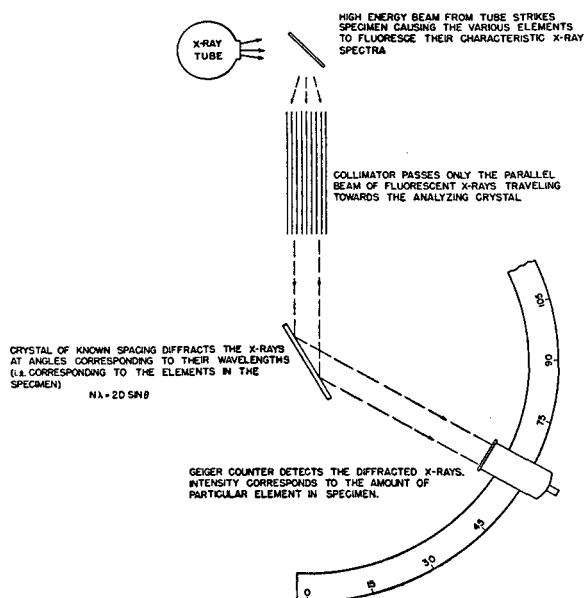 X-RAY
TUBE
HIGH ENERGY BEAM FROM TUBE STRIKES
SPECIMEN CAUSING THE VARIOUS ELEMENTS
TO FLUORESCE THEIR CHARACTERISTIC X-RAY
SPECTRA
COLLIMATOR PASSES ONLY THE PARALLEL
BEAM OF FLUORESCENT X-RAYS TRAVELING
TOWARDS THE ANALYZING CRYSTAL
CRYSTAL OF KNOWN SPACING DIFFRACTS THE X-RAYS
AT ANGLES CORRESPONDING TO THEIR WAVELENGTHS
(i.e. CORRESPONDING TO THE ELEMENTS IN THE
SPECIMEN)
Nλ=2D SINθ
GEIGER COUNTER DETECTS THE DIFFRACTED X-RAYS.
INTENSITY CORRESPONDS TO THE AMOUNT OF
PARTICULAR ELEMENT IN SPECIMEN.
105
90
75
45
30
15
0